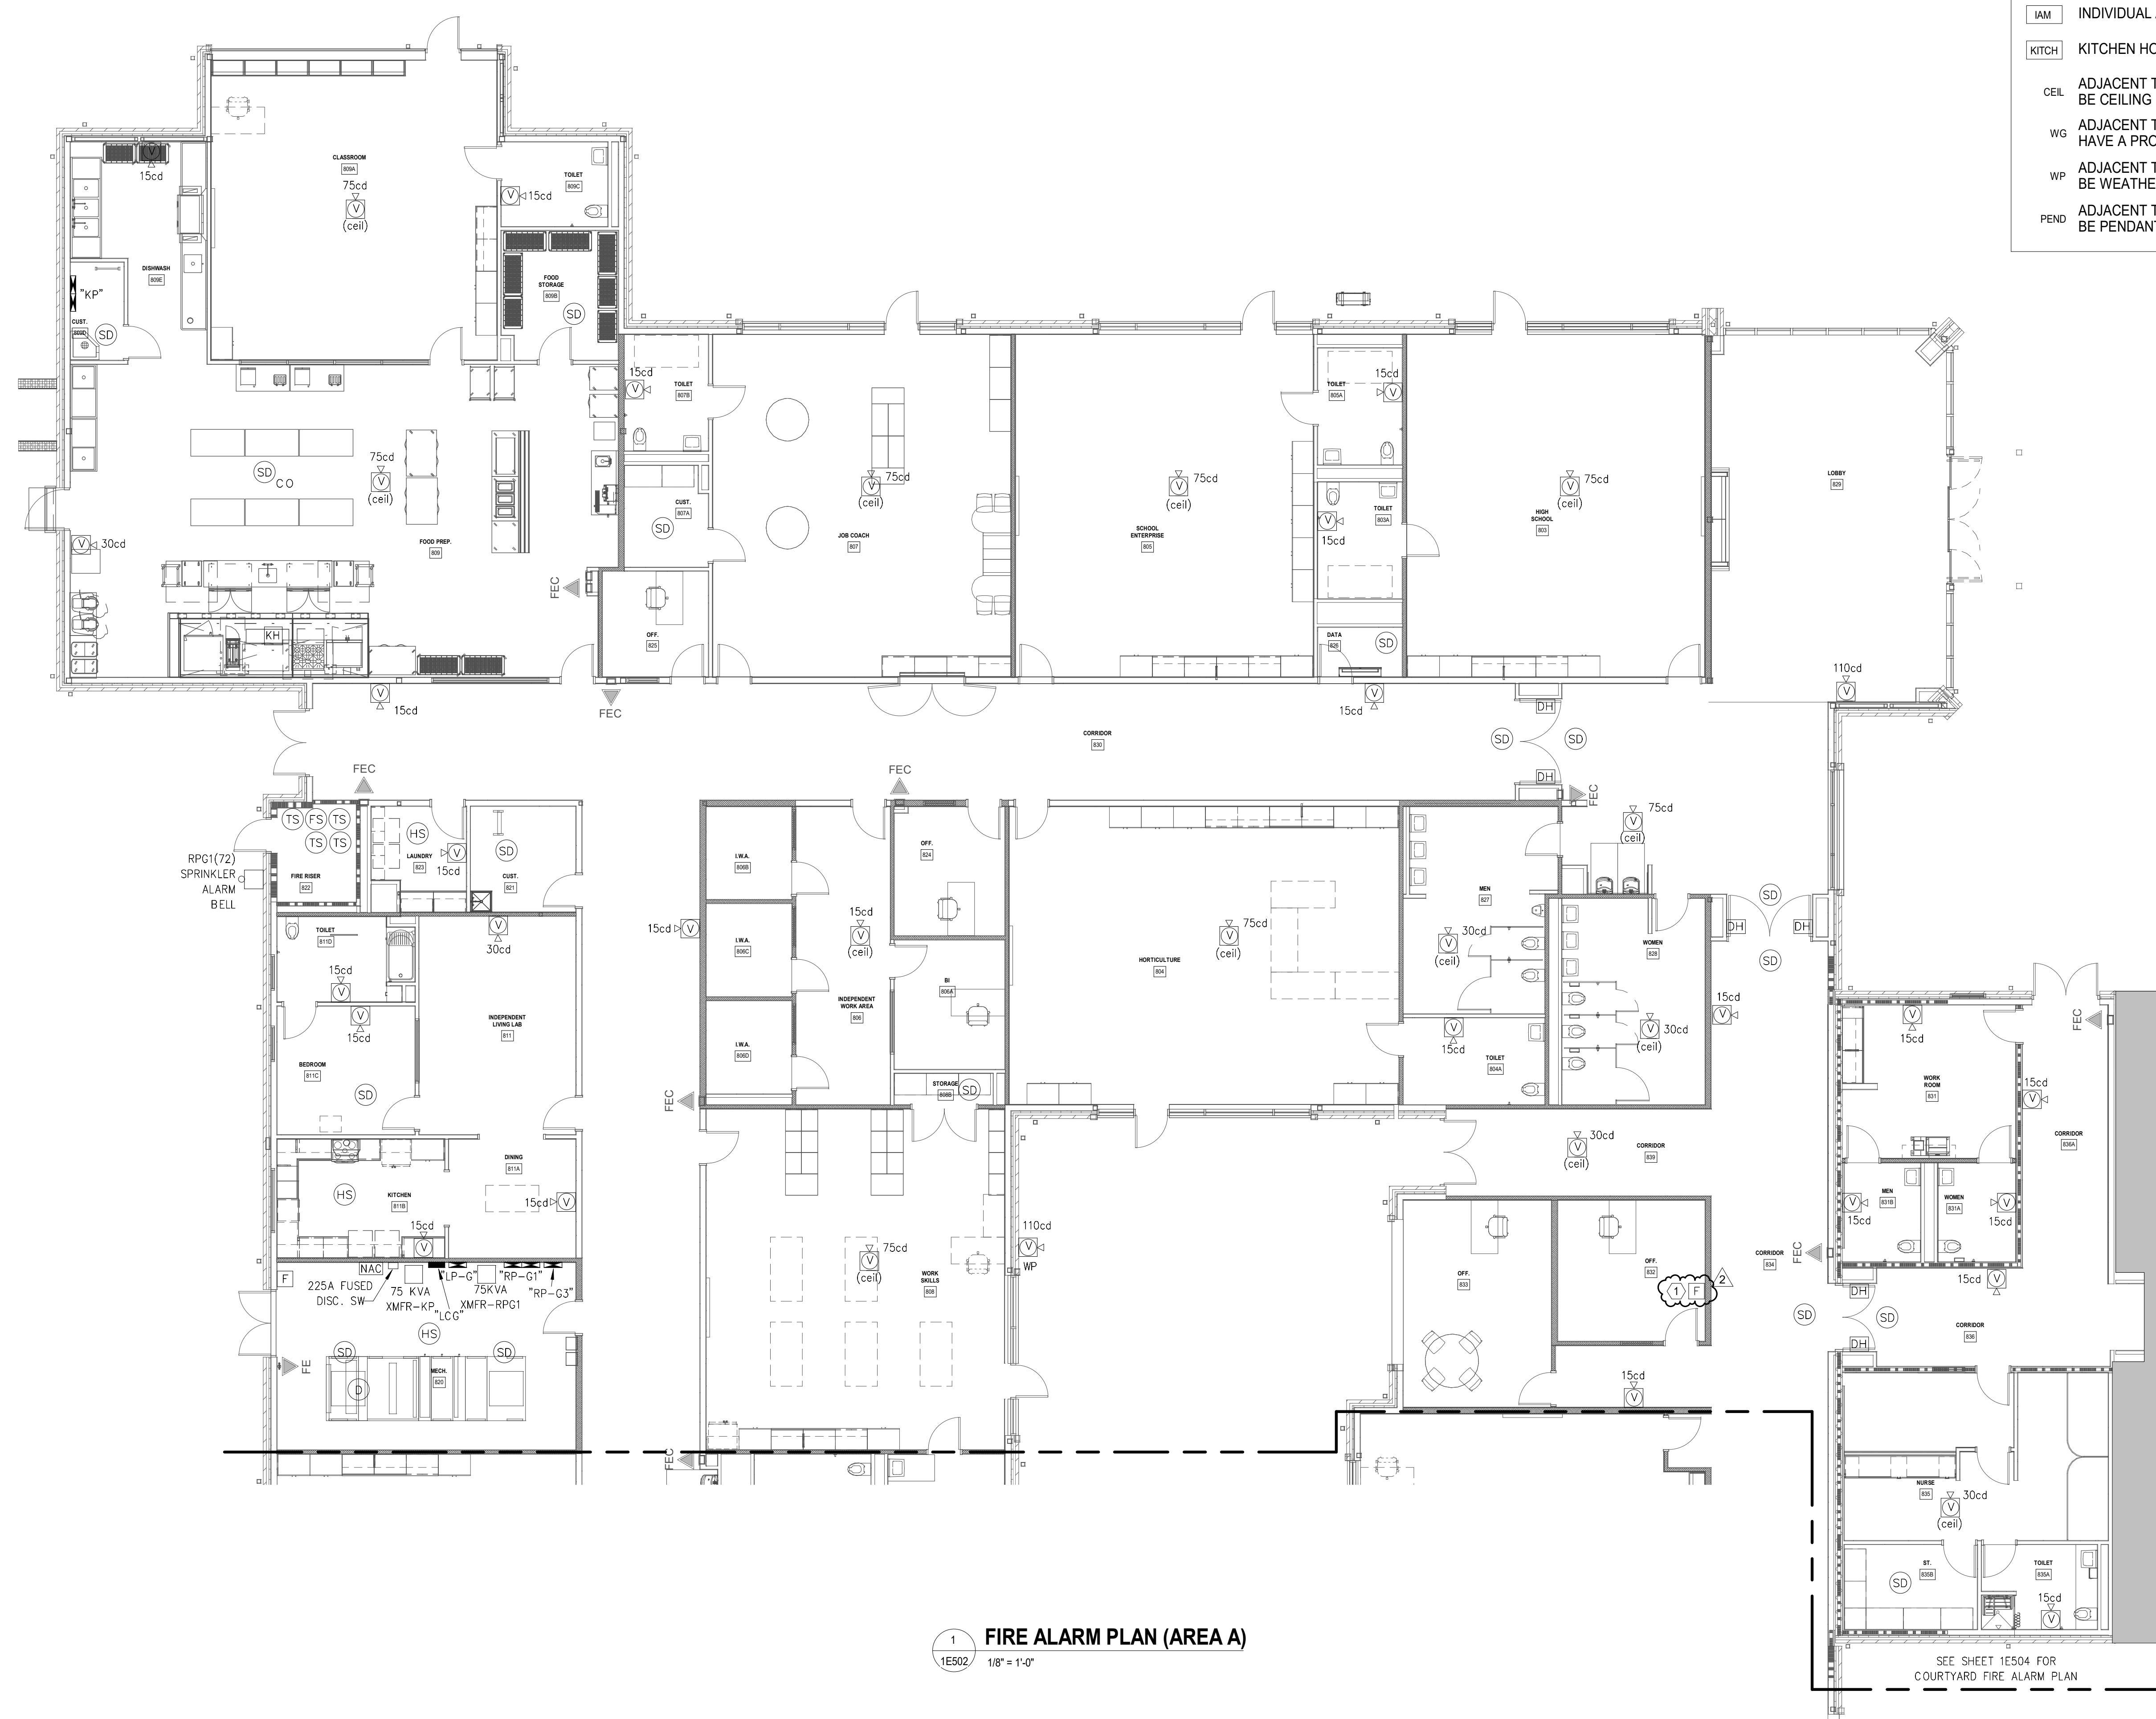 IAM INDIVIDUAL
KITCH KITCHEN HO
CEIL ADJACENT T
BE CEILING
WG ADJACENT T
HAVE A PRO
WP ADJACENT T
BE WEATHE
PEND ADJACENT T
BE PENDANT
CLASSROOM
809A
75cd
V
(ceil)
V
15cd
TOILET
809C
V 15cd
DISHWASH
809E
"KP"
CUST.
809D
SD
FOOD
STORAGE
809B
SD
SD
CO
75cd
V
(ceil)
V 30cd
FOOD PREP.
809
KH
FEC
15cd
V
TOILET
807B
CUST.
807A
SD
OFF.
825
75cd
V
(ceil)
JOB COACH
807
75cd
V
(ceil)
SCHOOL
ENTERPRISE
805
TOILET
805A
15cd
V
TOILET
803A
V
15cd
DATA
826
SD
75cd
V
(ceil)
HIGH
SCHOOL
803
LOBBY
829
110cd
V
V
15cd
FEC
15cd
V
DH
SD
SD
DH
CORRIDOR
830
FEC
FEC
FEC
75cd
V
(ceil)
TS FS TS
TS TS
RPG1(72)
SPRINKLER
ALARM
BELL
FIRE RISER
822
HS
LAUNDRY
823
V
15cd
SD
CUST.
821
I.W.A.
806B
I.W.A.
806C
I.W.A.
806D
15cd V
15cd
V
(ceil)
INDEPENDENT
WORK AREA
806
OFF.
824
BI
806A
STORAGE
808B
SD
75cd
V
(ceil)
HORTICULTURE
804
MEN
827
30cd
V
(ceil)
15cd
V
TOILET
804A
WOMEN
828
30cd
V
(ceil)
SD
DH
DH
SD
15cd
V
TOILET
811D
15cd
V
V
30cd
V
15cd
INDEPENDENT
LIVING LAB
811
BEDROOM
811C
SD
DINING
811A
KITCHEN
811B
HS
15cd V
15cd
V
FEC
F
NAC
225A FUSED
DISC. SW
75 KVA
XMFR-KP
"LP-G"
"LCG"
75KVA
XMFR-RPG1
"RP-G1"
"RP-G3"
HS
SD
SD
D
MECH.
820
FE
75cd
V
(ceil)
WORK
SKILLS
808
110cd
V
WP
30cd
V
(ceil)
CORRIDOR
839
OFF.
833
OFF.
832
1 F
2
15cd
V
CORRIDOR
834
FEC
FEC
V
15cd
WORK
ROOM
831
15cd
V
CORRIDOR
836A
MEN
831B
V
15cd
WOMEN
831A
V
15cd
15cd
V
DH
SD
SD
DH
CORRIDOR
836
FEC
NURSE
835
30cd
V
(ceil)
ST.
835B
SD
TOILET
835A
15cd
V
SEE SHEET 1E504 FOR
COURTYARD FIRE ALARM PLAN
1
1E502
FIRE ALARM PLAN (AREA A)
1/8" = 1'-0"